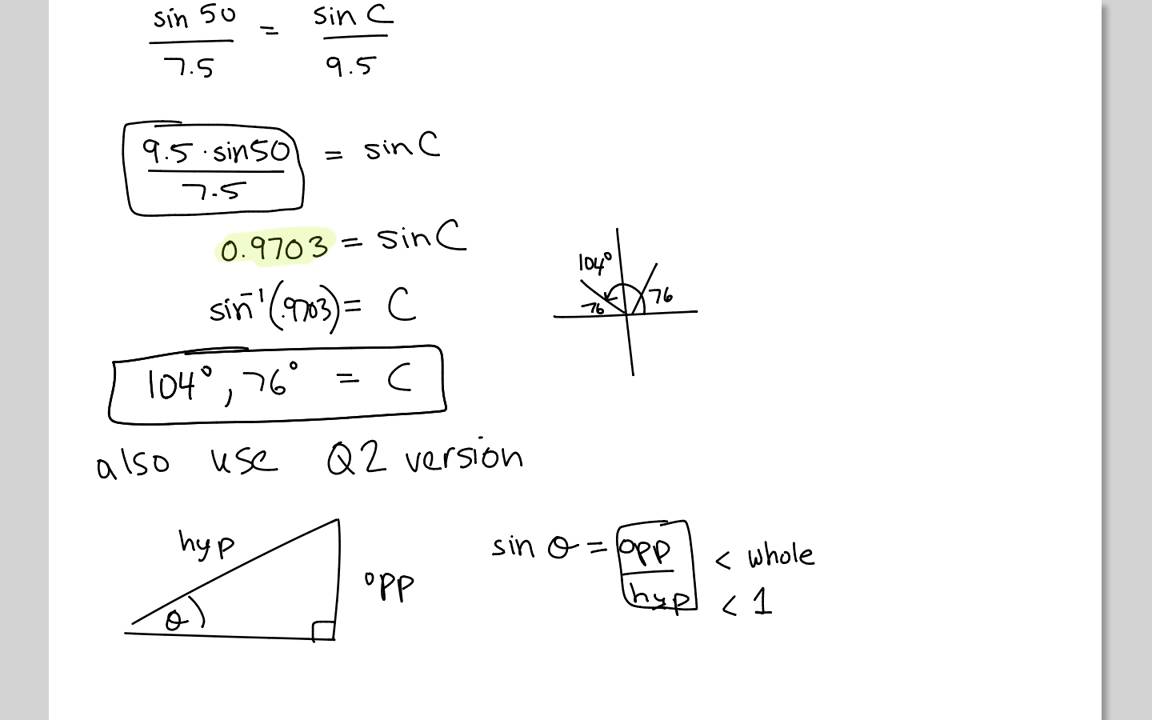 sin 50 / 7.5 = sin C / 9.5
9.5 · sin50 / 7.5 = sin C
0.9703 = sin C
sin⁻¹(.9703) = C
104°
76
76
104°, 76° = C
also use Q2 version
hyp
opp
θ
sin θ = opp / hyp
< whole
< 1